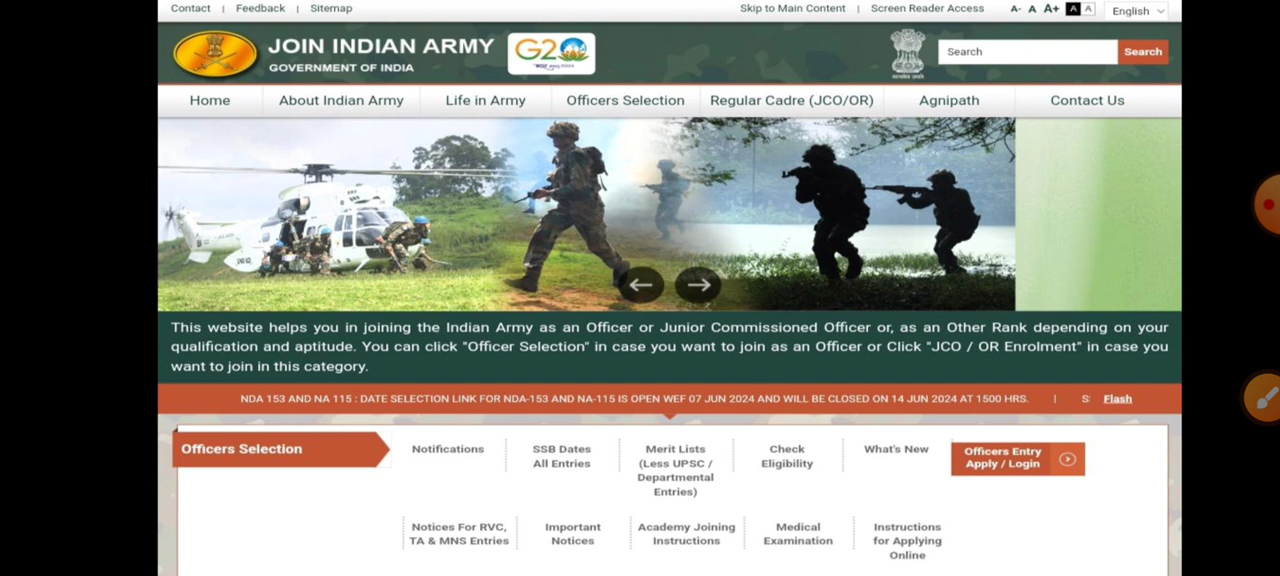 Contact | Feedback | Sitemap Skip to Main Content | Screen Reader Access A- A A+ A A English
JOIN INDIAN ARMY
GOVERNMENT OF INDIA
G20
Search Search
Home About Indian Army Life in Army Officers Selection Regular Cadre (JCO/OR) Agnipath Contact Us
This website helps you in joining the Indian Army as an Officer or Junior Commissioned Officer or, as an Other Rank depending on your
qualification and aptitude. You can click "Officer Selection" in case you want to join as an Officer or Click "JCO / OR Enrolment" in case you
want to join in this category.
NDA 153 AND NA 115 : DATE SELECTION LINK FOR NDA-153 AND NA-115 IS OPEN WEF 07 JUN 2024 AND WILL BE CLOSED ON 14 JUN 2024 AT 1500 HRS. | S Flash
Officers Selection
Notifications
SSB Dates
All Entries
Merit Lists
(Less UPSC /
Departmental
Entries)
Check
Eligibility
What's New
Officers Entry
Apply / Login
Notices For RVC,
TA & MNS Entries
Important
Notices
Academy Joining
Instructions
Medical
Examination
Instructions
for Applying
Online